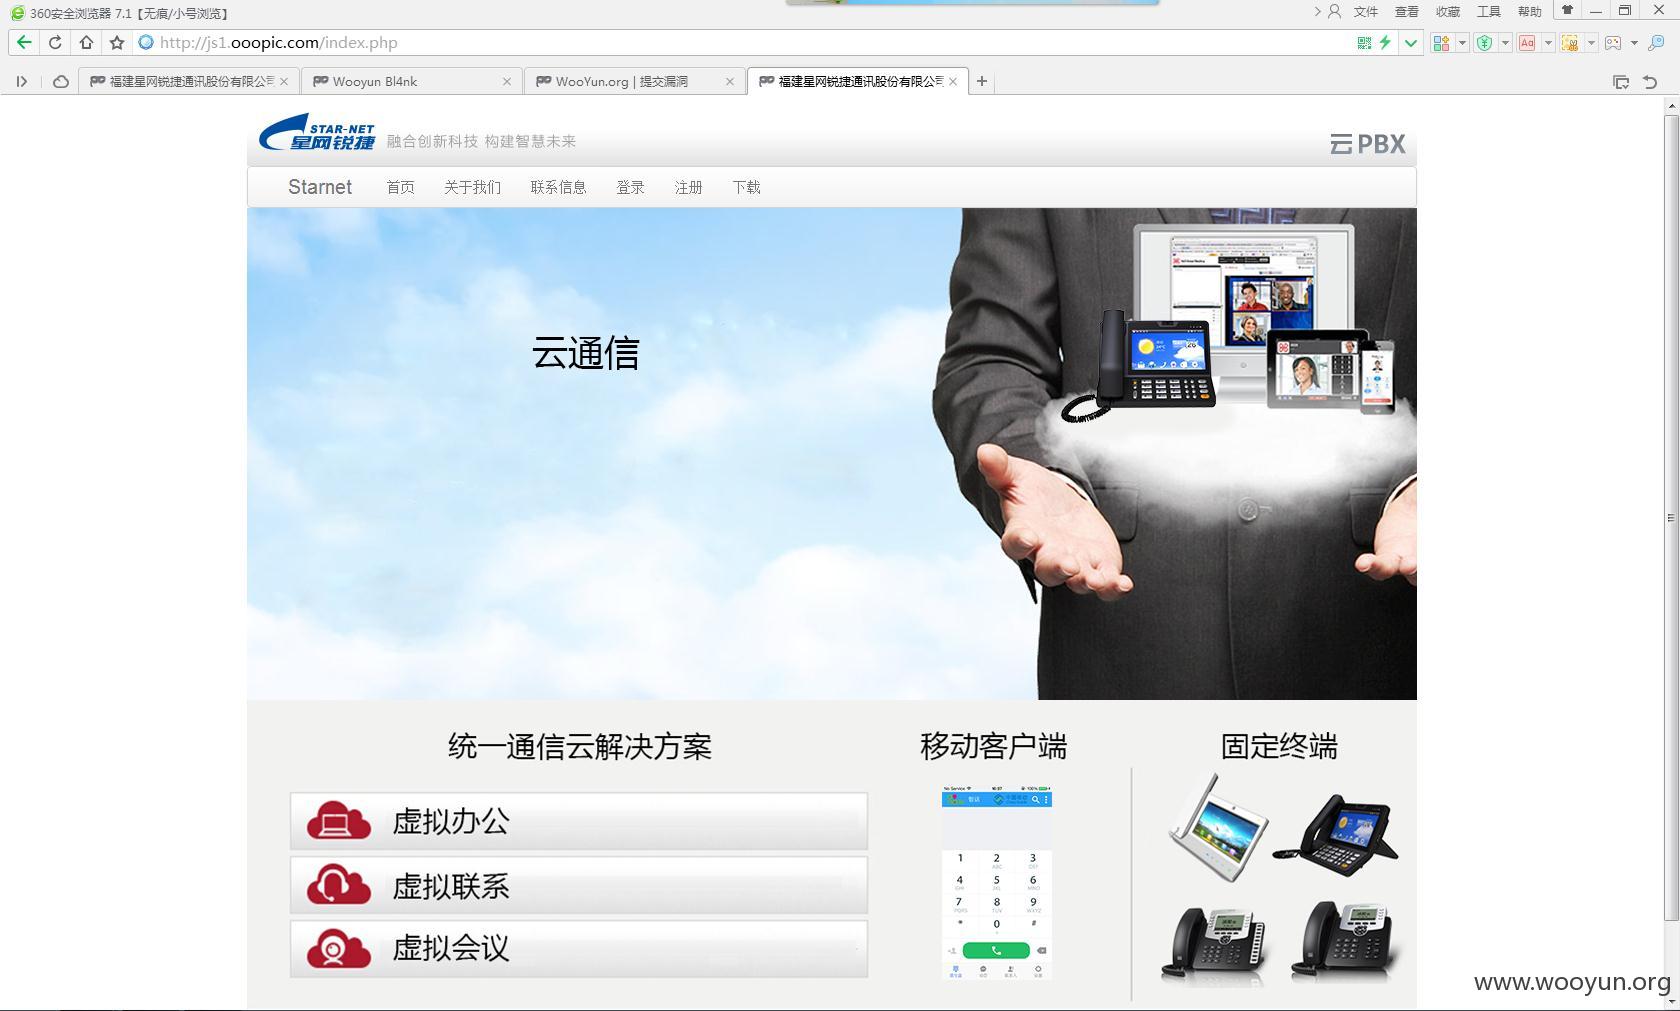 360安全浏览器 7.1【无痕/小号浏览】
文件 查看 收藏 工具 帮助
http://js1.ooopic.com/index.php
福建星网锐捷通讯股份有限公司
Wooyun Bl4nk
WooYun.org | 提交漏洞
福建星网锐捷通讯股份有限公司
STAR-NET
星网锐捷
融合创新科技 构建智慧未来
云PBX
Starnet 首页 关于我们 联系信息 登录 注册 下载
云通信
统一通信云解决方案
移动客户端
固定终端
虚拟办公
虚拟联系
虚拟会议
1 2 3
4 5 6
7 8 9
* 0 #
www.wooyun.org